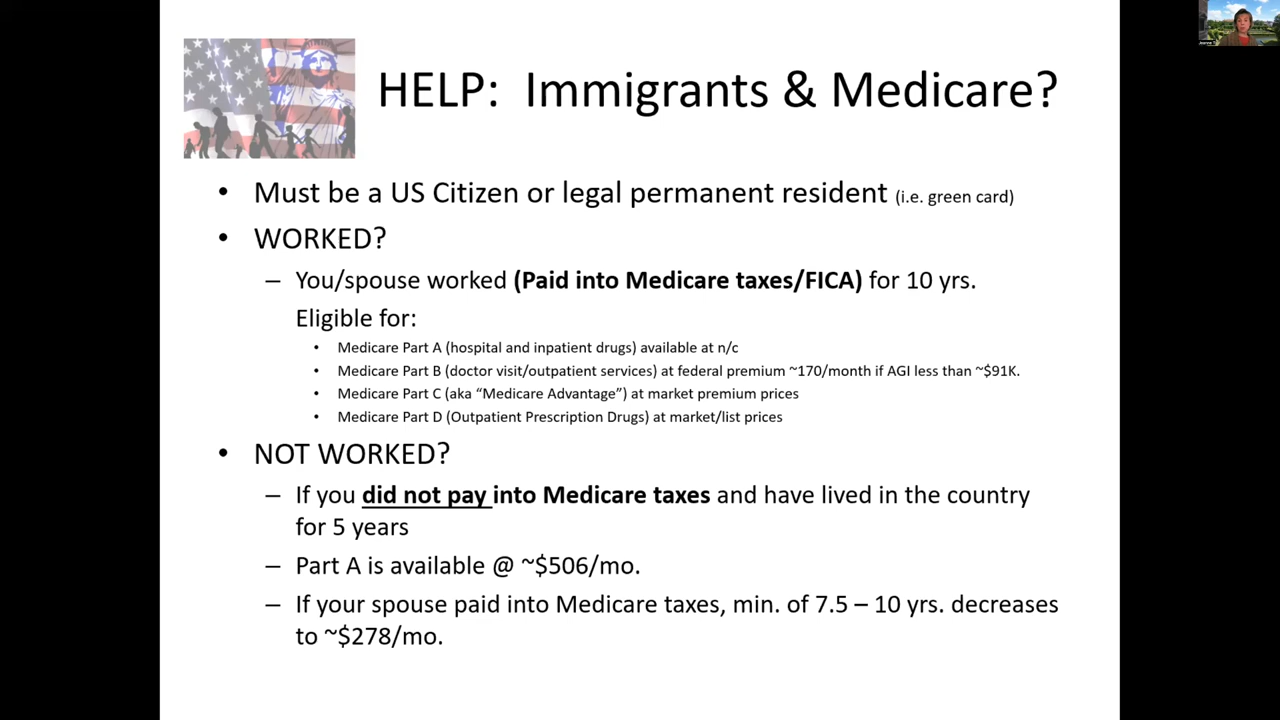 HELP: Immigrants & Medicare?
• Must be a US Citizen or legal permanent resident (i.e. green card)
• WORKED?
– You/spouse worked (Paid into Medicare taxes/FICA) for 10 yrs.
Eligible for:
• Medicare Part A (hospital and inpatient drugs) available at n/c
• Medicare Part B (doctor visit/outpatient services) at federal premium ~170/month if AGI less than ~$91K.
• Medicare Part C (aka “Medicare Advantage”) at market premium prices
• Medicare Part D (Outpatient Prescription Drugs) at market/list prices
• NOT WORKED?
– If you did not pay into Medicare taxes and have lived in the country
for 5 years
– Part A is available @ ~$506/mo.
– If your spouse paid into Medicare taxes, min. of 7.5 – 10 yrs. decreases
to ~$278/mo.